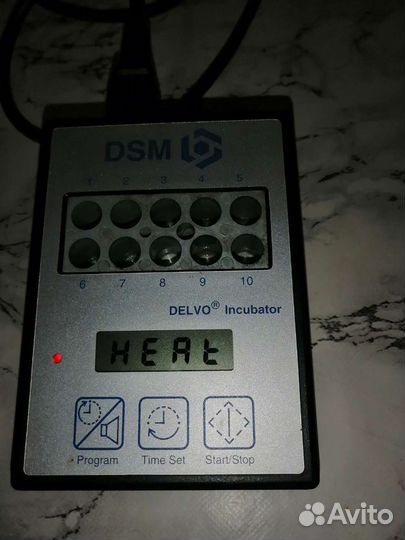 DSM
1 2 3 4 5
6 7 8 9 10
DELVO® Incubator
HEAt
Program Time Set Start/Stop
Avito